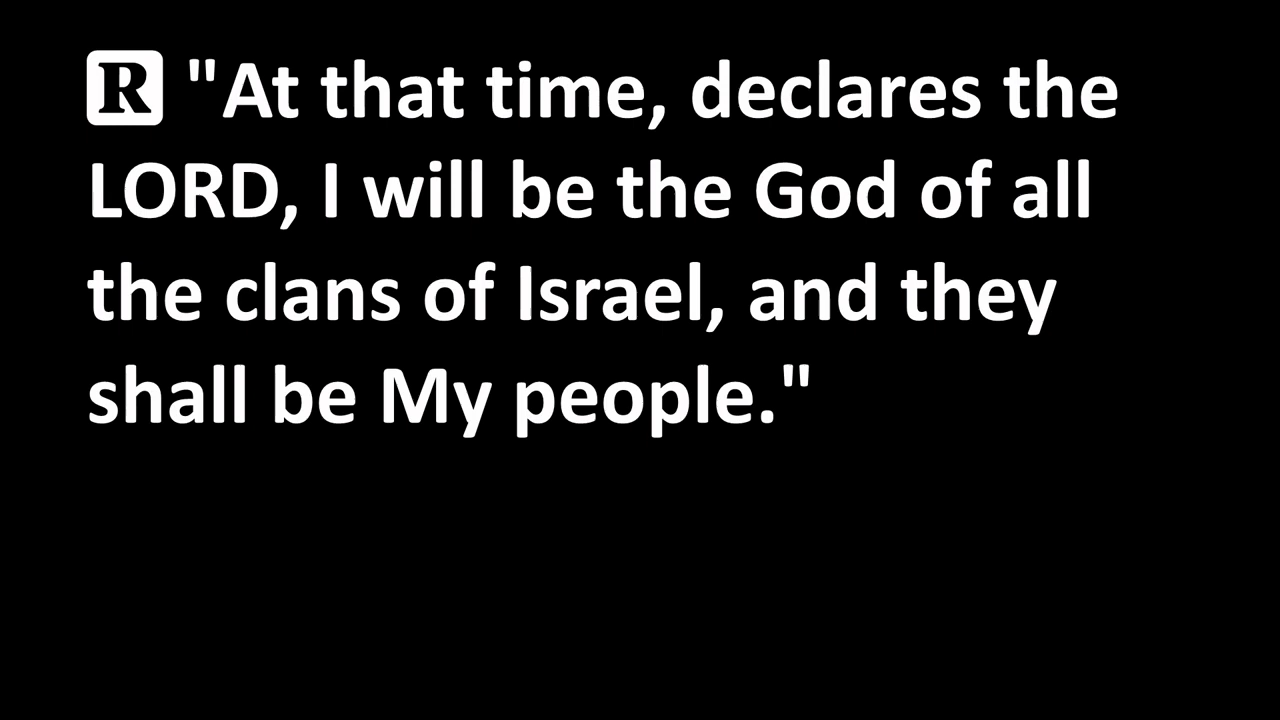 R "At that time, declares the
LORD, I will be the God of all
the clans of Israel, and they
shall be My people."